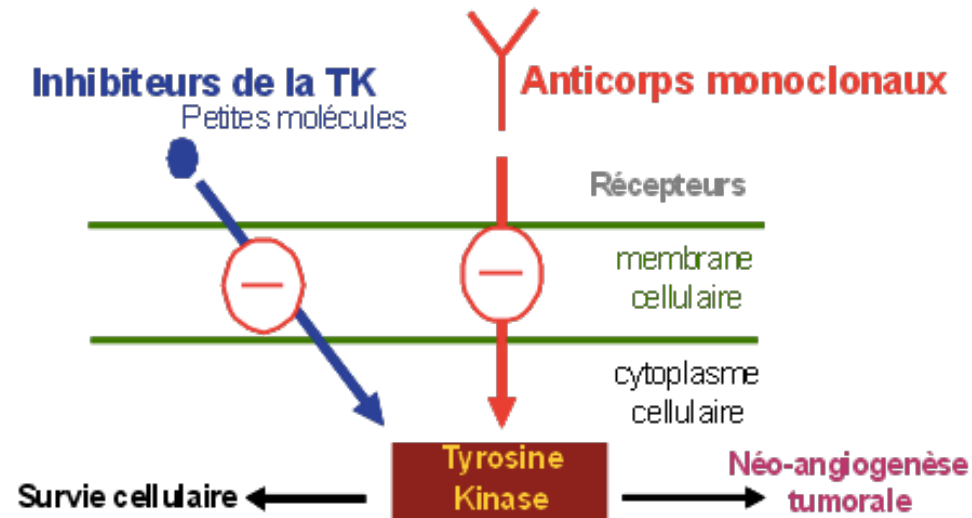 Inhibiteurs de la TK
Petites molécules
Anticorps monoclonaux
Récepteurs
membrane
cellulaire
cytoplasme
cellulaire
Tyrosine
Kinase
Survie cellulaire
Néo-angiogenèse
tumorale